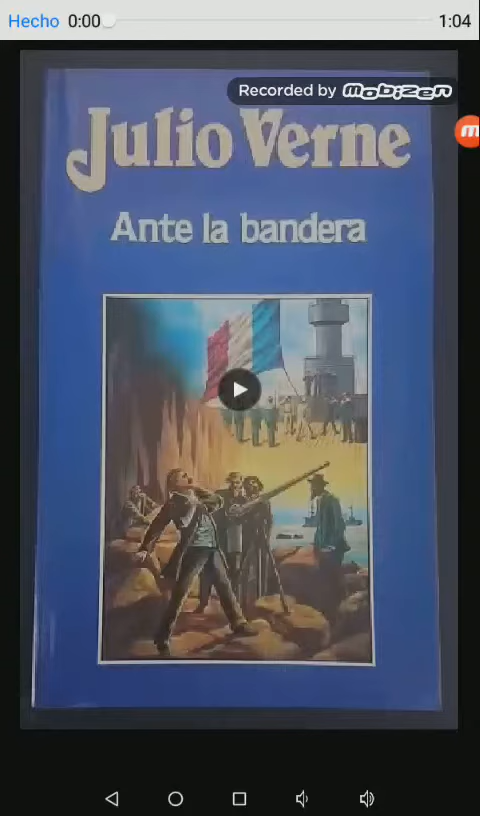 Hecho 0:00 1:04
Recorded by mobizen
Julio Verne
Ante la bandera